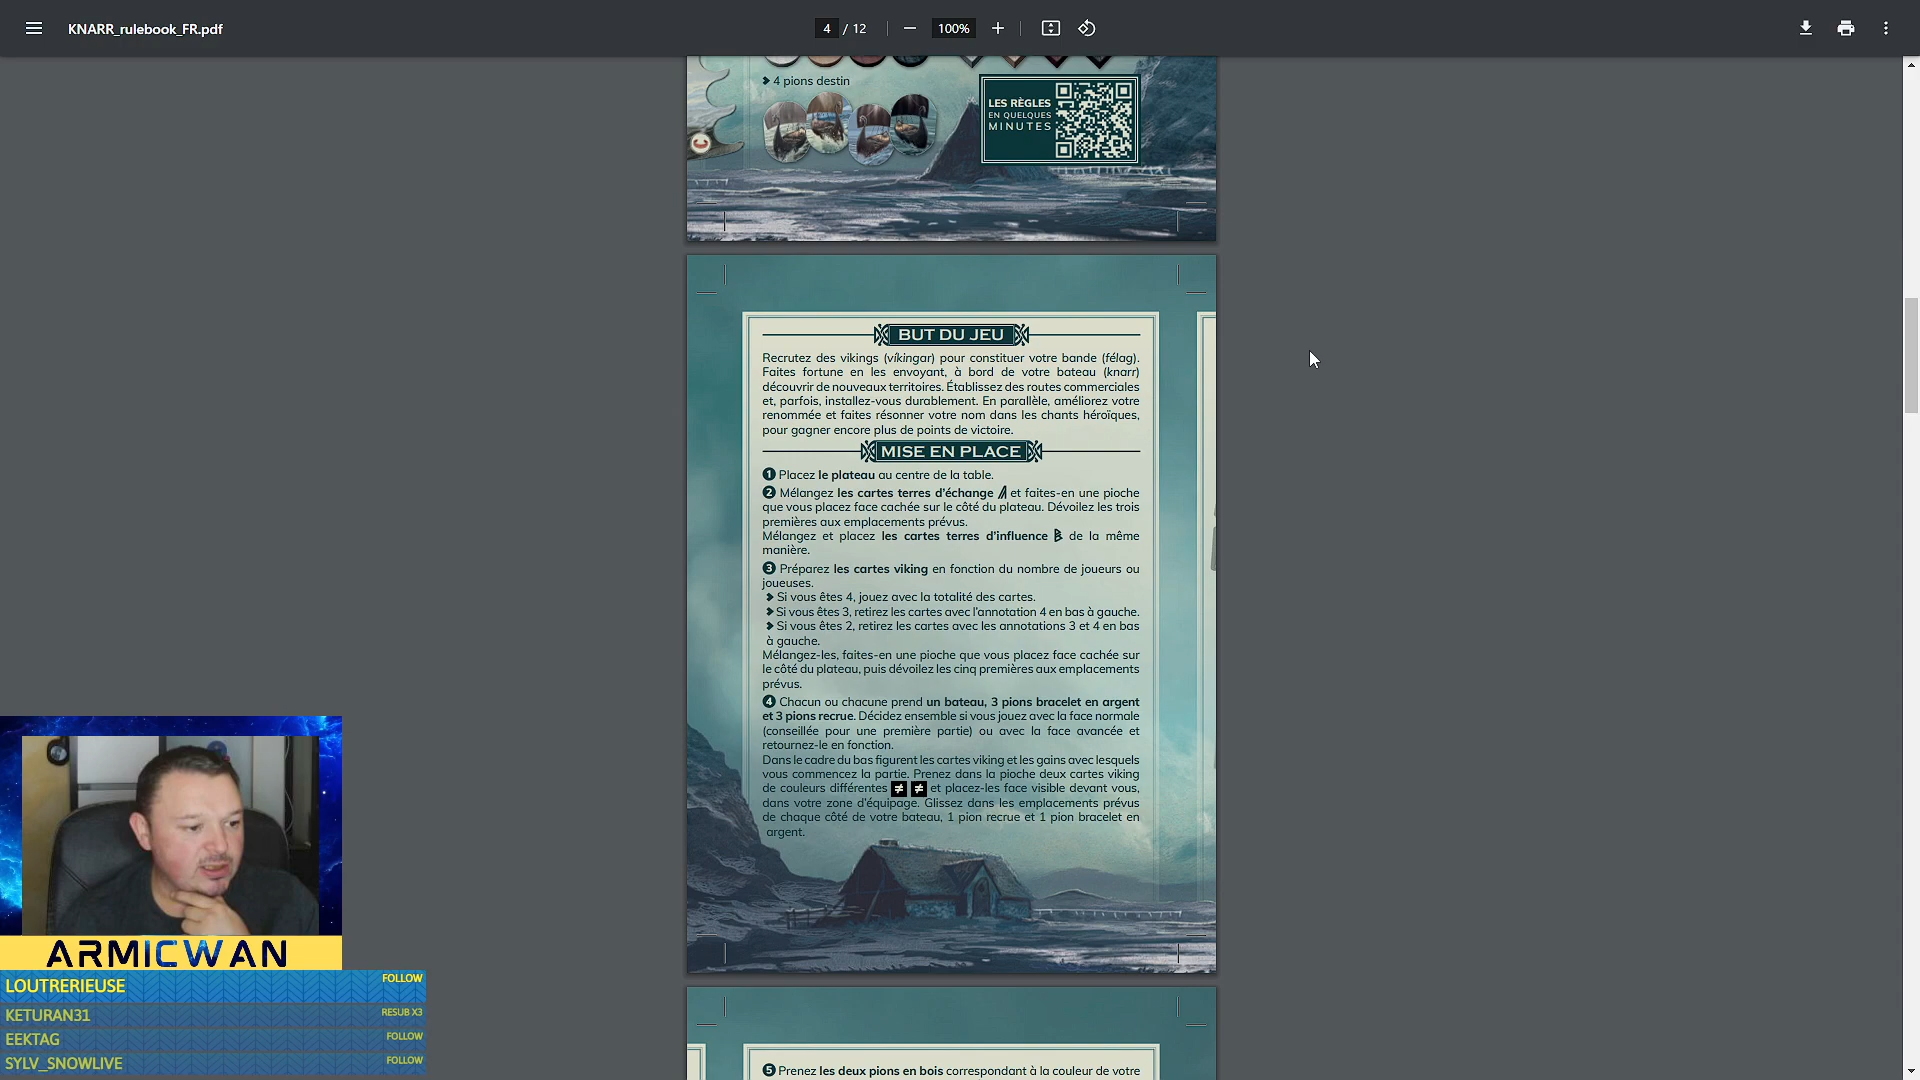 KNARR_rulebook_FR.pdf
4 / 12
100%
4 pions destin
LES RÈGLES
EN QUELQUES
MINUTES
BUT DU JEU
Recrutez des vikings (víkingar) pour constituer votre bande (félag).
Faites fortune en les envoyant, à bord de votre bateau (knarr)
découvrir de nouveaux territoires. Établissez des routes commerciales
et, parfois, installez-vous durablement. En parallèle, améliorez votre
renommée et faites résonner votre nom dans les chants héroïques,
pour gagner encore plus de points de victoire.
MISE EN PLACE
1 Placez le plateau au centre de la table.
2 Mélangez les cartes terres d'échange et faites-en une pioche
que vous placez face cachée sur le côté du plateau. Dévoilez les trois
premières aux emplacements prévus.
Mélangez et placez les cartes terres d'influence de la même
manière.
3 Préparez les cartes viking en fonction du nombre de joueurs ou
joueuses.
Si vous êtes 4, jouez avec la totalité des cartes.
Si vous êtes 3, retirez les cartes avec l'annotation 4 en bas à gauche.
Si vous êtes 2, retirez les cartes avec les annotations 3 et 4 en bas
à gauche.
Mélangez-les, faites-en une pioche que vous placez face cachée sur
le côté du plateau, puis dévoilez les cinq premières aux emplacements
prévus.
4 Chacun ou chacune prend un bateau, 3 pions bracelet en argent
et 3 pions recrue. Décidez ensemble si vous jouez avec la face normale
(conseillée pour une première partie) ou avec la face avancée et
retournez-le en fonction.
Dans le cadre du bas figurent les cartes viking et les gains avec lesquels
vous commencez la partie. Prenez dans la pioche deux cartes viking
de couleurs différentes ≠ ≠ et placez-les face visible devant vous,
dans votre zone d'équipage. Glissez dans les emplacements prévus
de chaque côté de votre bateau, 1 pion recrue et 1 pion bracelet en
argent.
5 Prenez les deux pions en bois correspondant à la couleur de votre
ARMICWAN
LOUTRERIEUSE FOLLOW
KETURAN31 RESUB X3
EEKTAG FOLLOW
SYLV_SNOWLIVE FOLLOW